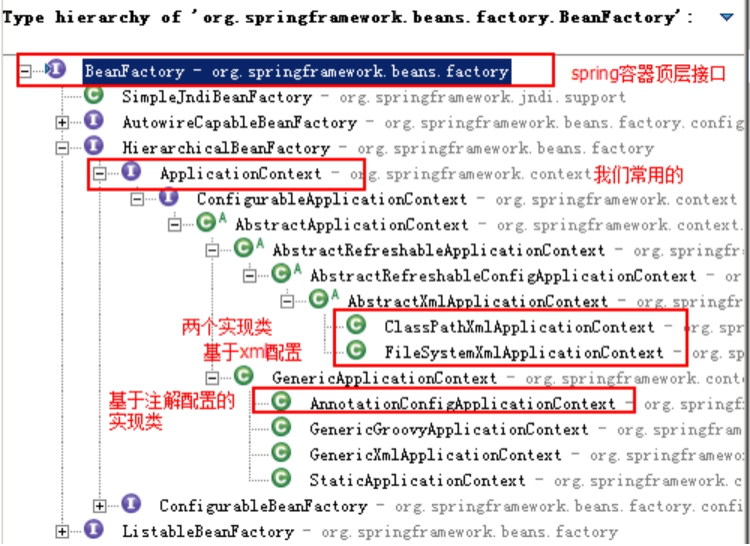 Type hierarchy of 'org.springframework.beans.factory.BeanFactory':
BeanFactory - org.springframework.beans.factory
spring容器顶层接口
SimpleJndiBeanFactory - org.springframework.jndi.support
AutowireCapableBeanFactory - org.springframework.beans.factory.config
HierarchicalBeanFactory - org.springframework.beans.factory
ApplicationContext - org.springframework.context
我们常用的
ConfigurableApplicationContext - org.springframework.context
AbstractApplicationContext - org.springframework.context.
AbstractRefreshableApplicationContext - org.springfr
AbstractRefreshableConfigApplicationContext - or
AbstractXmlApplicationContext - org.springfr
两个实现类
ClassPathXmlApplicationContext - org.spr
基于xm配置
FileSystemXmlApplicationContext - org.sp
GenericApplicationContext - org.springframework.cont
基于注解配置的
实现类
AnnotationConfigApplicationContext - org.springf
GenericGroovyApplicationContext - org.springfram
GenericXmlApplicationContext - org.springframewo
StaticApplicationContext - org.springframework.c
ConfigurableBeanFactory - org.springframework.beans.factory.confi
ListableBeanFactory - org.springframework.beans.factory